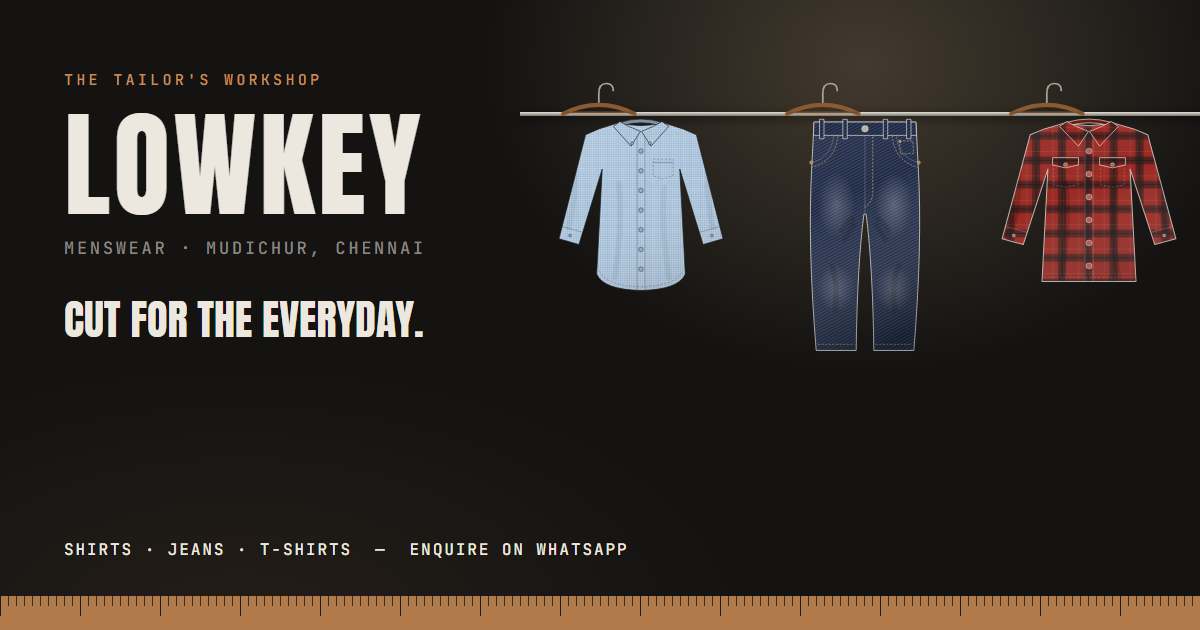 THE TAILOR'S WORKSHOP
LOWKEY
MENSWEAR · MUDICHUR, CHENNAI
CUT FOR THE EVERYDAY.
SHIRTS · JEANS · T-SHIRTS — ENQUIRE ON WHATSAPP